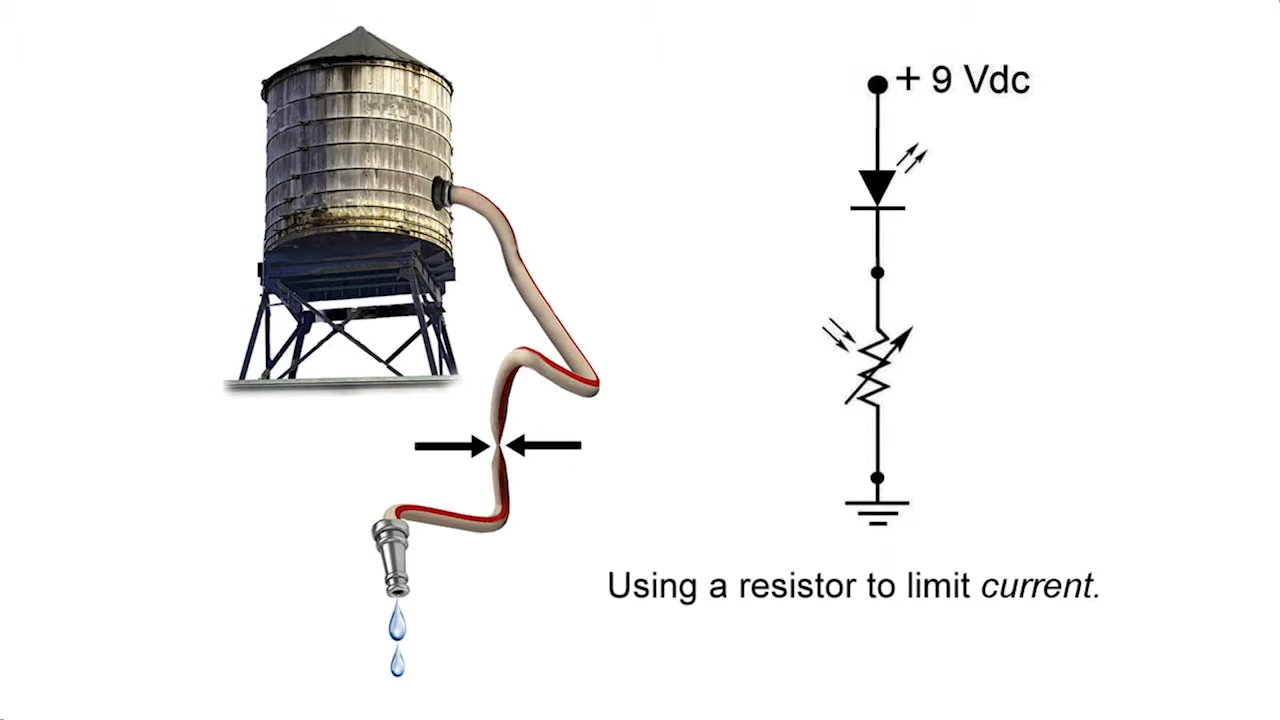 + 9 Vdc
Using a resistor to limit current.